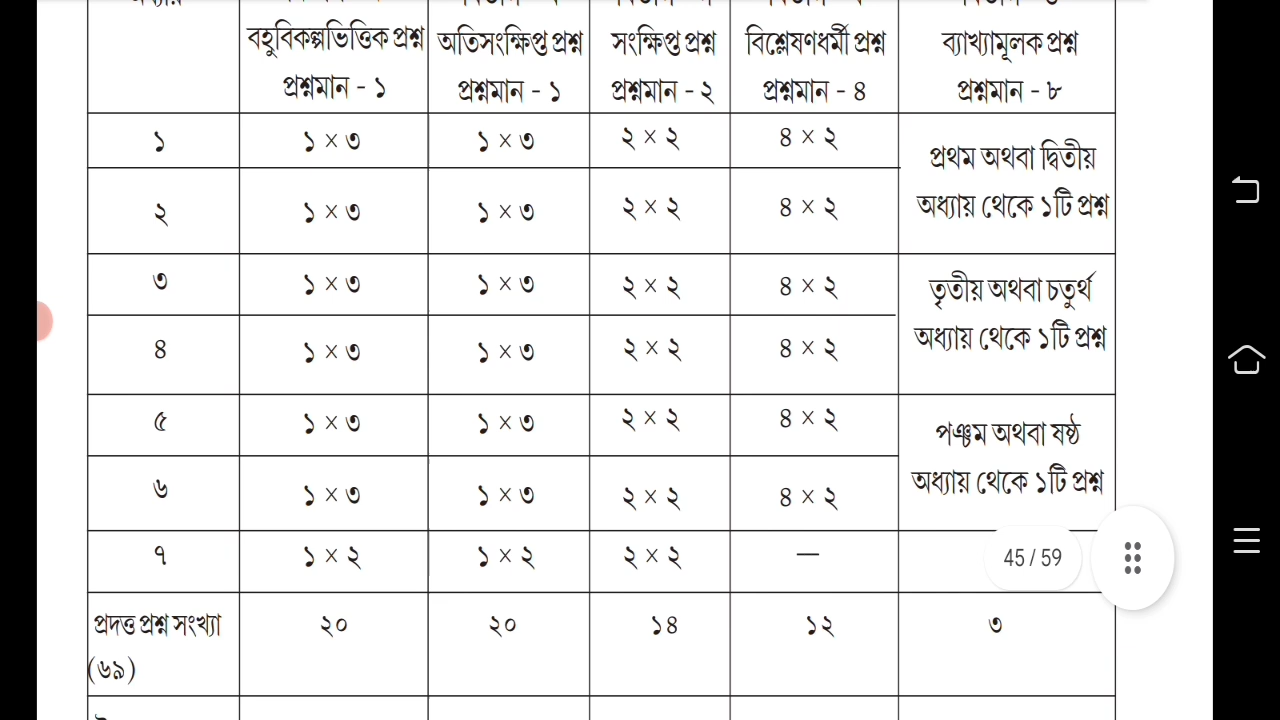 বহুবিকল্পভিত্তিক প্রশ্ন অতিসংক্ষিপ্ত প্রশ্ন সংক্ষিপ্ত প্রশ্ন বিশ্লেষণধর্মী প্রশ্ন ব্যাখ্যামূলক প্রশ্ন
প্রশ্নমান - ১ প্রশ্নমান - ১ প্রশ্নমান - ২ প্রশ্নমান - ৪ প্রশ্নমান - ৮
১ ১ × ৩ ১ × ৩ ২ × ২ ৪ × ২
প্রথম অথবা দ্বিতীয়
অধ্যায় থেকে ১টি প্রশ্ন
২ ১ × ৩ ১ × ৩ ২ × ২ ৪ × ২
৩ ১ × ৩ ১ × ৩ ২ × ২ ৪ × ২
তৃতীয় অথবা চতুর্থ
অধ্যায় থেকে ১টি প্রশ্ন
৪ ১ × ৩ ১ × ৩ ২ × ২ ৪ × ২
৫ ১ × ৩ ১ × ৩ ২ × ২ ৪ × ২
পঞ্চম অথবা ষষ্ঠ
অধ্যায় থেকে ১টি প্রশ্ন
৬ ১ × ৩ ১ × ৩ ২ × ২ ৪ × ২
৭ ১ × ২ ১ × ২ ২ × ২ —
45 / 59
প্রদত্ত প্রশ্ন সংখ্যা ২০ ২০ ১৪ ১২ ৩
(৬৯)